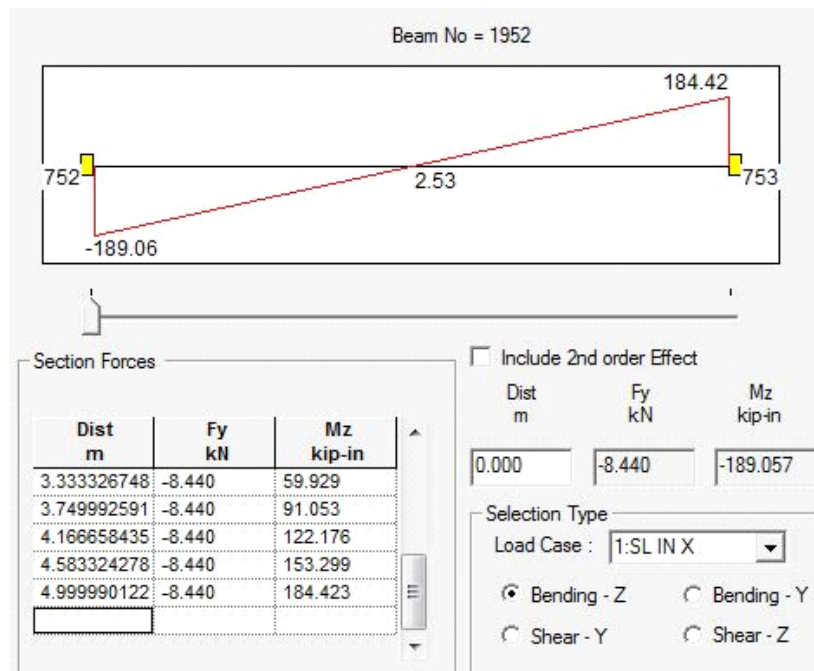 Beam No = 1952
184.42
752
2.53
753
-189.06
Section Forces
Dist Fy Mz
m kN kip-in
3.333326748 -8.440 59.929
3.749992591 -8.440 91.053
4.166658435 -8.440 122.176
4.583324278 -8.440 153.299
4.999990122 -8.440 184.423
Include 2nd order Effect
Dist Fy Mz
m kN kip-in
0.000 -8.440 -189.057
Selection Type
Load Case : 1:SL IN X
Bending - Z Bending - Y
Shear - Y Shear - Z